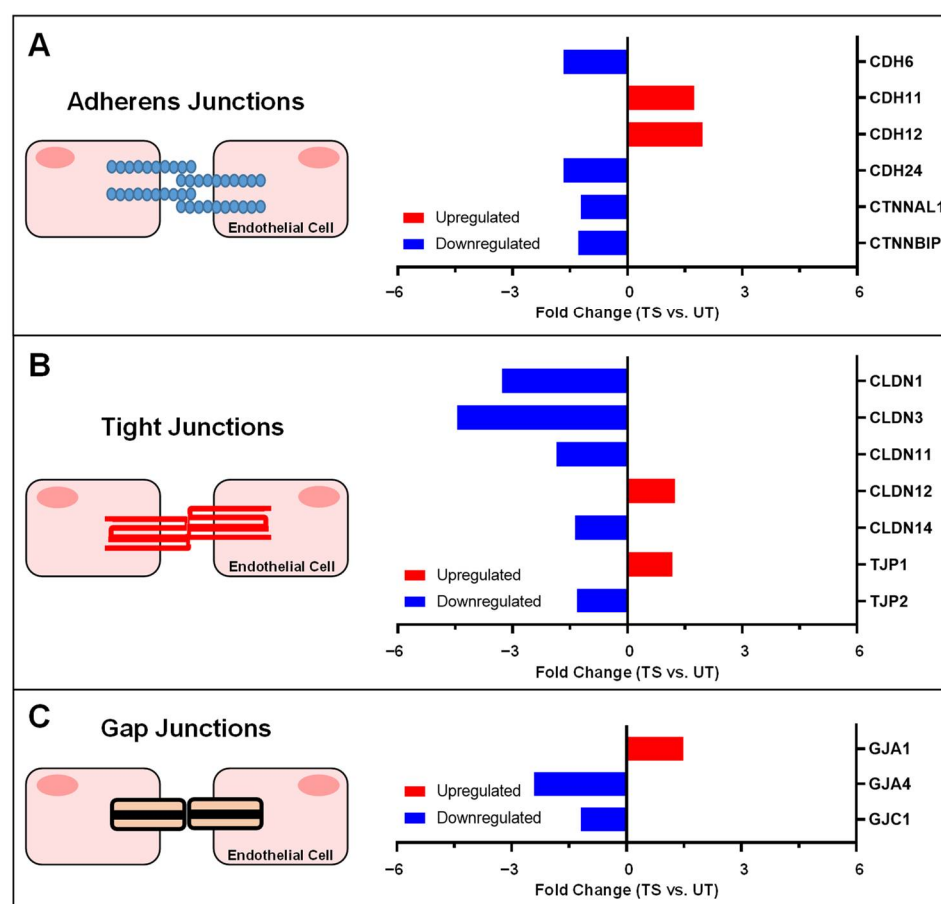 A
Adherens Junctions
Endothelial Cell
CDH6
CDH11
CDH12
CDH24
CTNNAL1
CTNNBIP
Upregulated
Downregulated
−6 −3 0 3 6
Fold Change (TS vs. UT)
B
Tight Junctions
Endothelial Cell
CLDN1
CLDN3
CLDN11
CLDN12
CLDN14
TJP1
TJP2
Upregulated
Downregulated
−6 −3 0 3 6
Fold Change (TS vs. UT)
C
Gap Junctions
Endothelial Cell
GJA1
GJA4
GJC1
Upregulated
Downregulated
−6 −3 0 3 6
Fold Change (TS vs. UT)